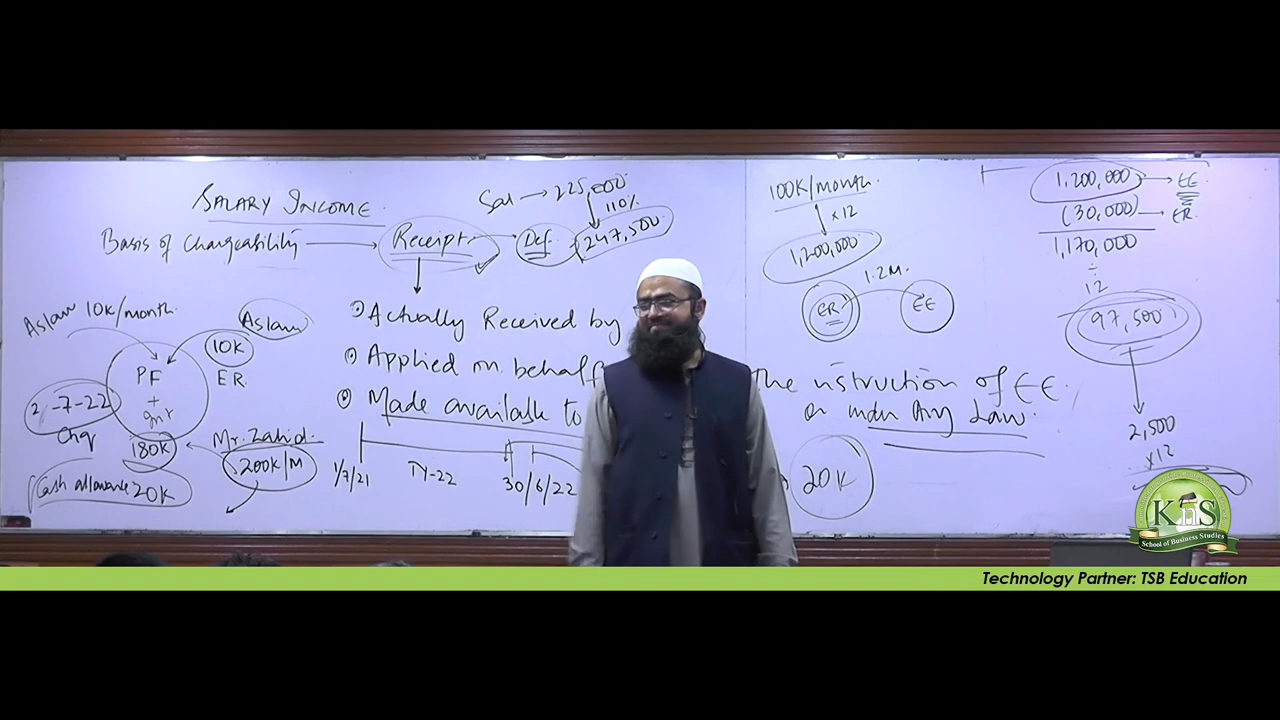 SALARY INCOME
Basis of Chargeability
Receipt
Def.
Sal → 225,000
110%
247,500
Actually Received by
Applied on behalf
the instruction of EE.
or under Any Law.
Made available to
Aslam 10K/month.
Aslam
10K
ER.
PF
+
-7-22
Chq
180K
Mr. Zahid.
200K/M
Cash allowance 20K
1/7/21
TY-22
30/6/22
20K
100K/month.
x12
1,200,000
1.2M.
ER
EE
1,200,000 → EE
(30,000) → ER
1,170,000
÷
12
97,500
2,500
x12
KnS
School of Business Studies
Technology Partner: TSB Education